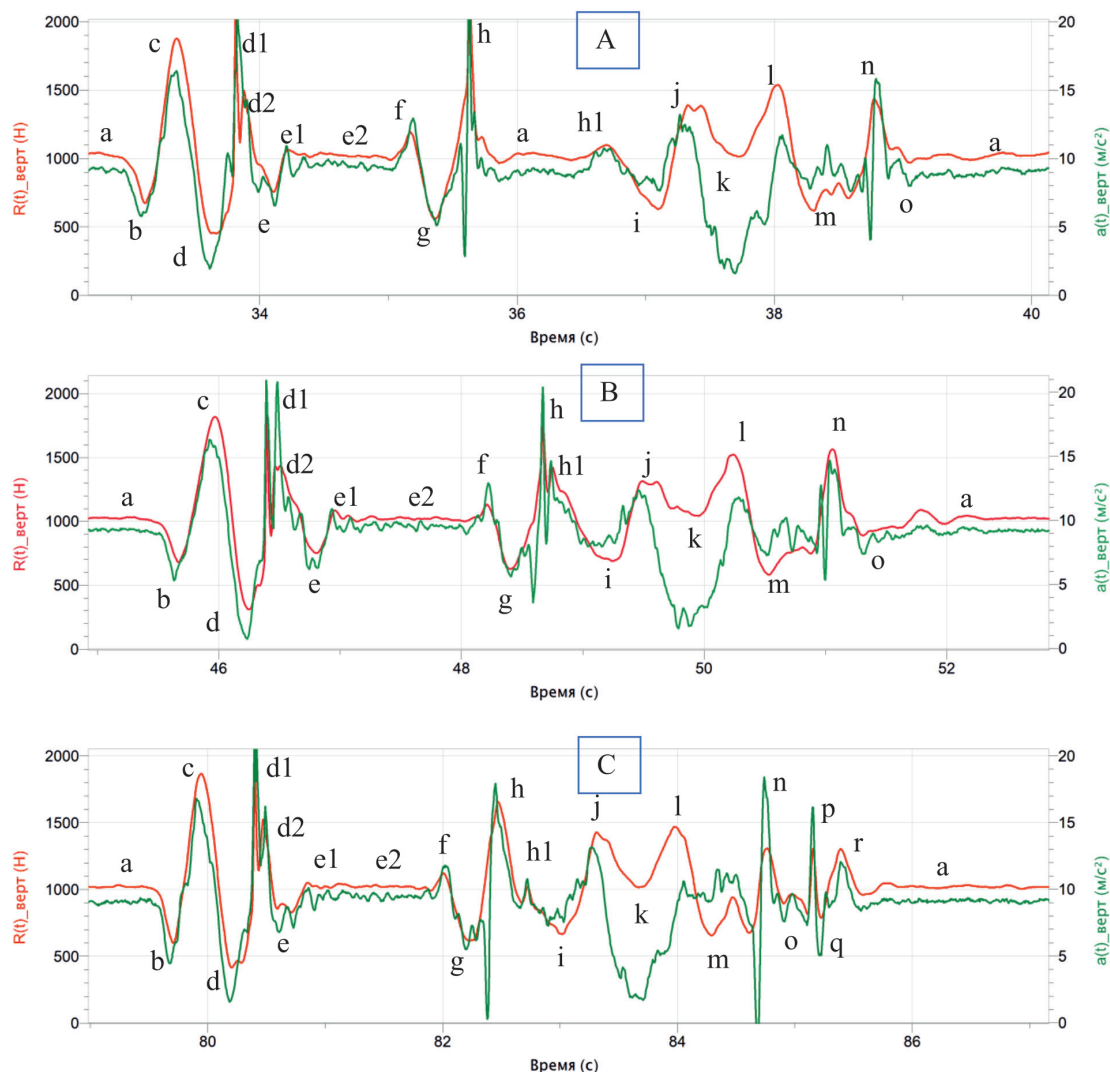 2000
20
A
c
d1
h
n
1500
15
d2
f
j
l
a
e1
e2
a
h1
a
1000
10
R(t)_верт (Н)
a(t)_верт (м/с²)
500
5
b
d
e
g
i
k
m
o
0
0
34
36
38
40
Время (с)
B
2000
20
c
d1
h
n
1500
15
d2
f
h1
j
l
a
e1
e2
a
1000
10
R(t)_верт (Н)
a(t)_верт (м/с²)
500
5
b
d
e
g
i
k
m
o
0
0
46
48
50
52
Время (с)
C
2000
20
c
d1
h
j
l
n
p
1500
15
d2
f
h1
r
a
e1
e2
a
1000
10
R(t)_верт (Н)
a(t)_верт (м/с²)
500
5
b
d
e
g
i
k
m
o
q
0
0
80
82
84
86
Время (с)